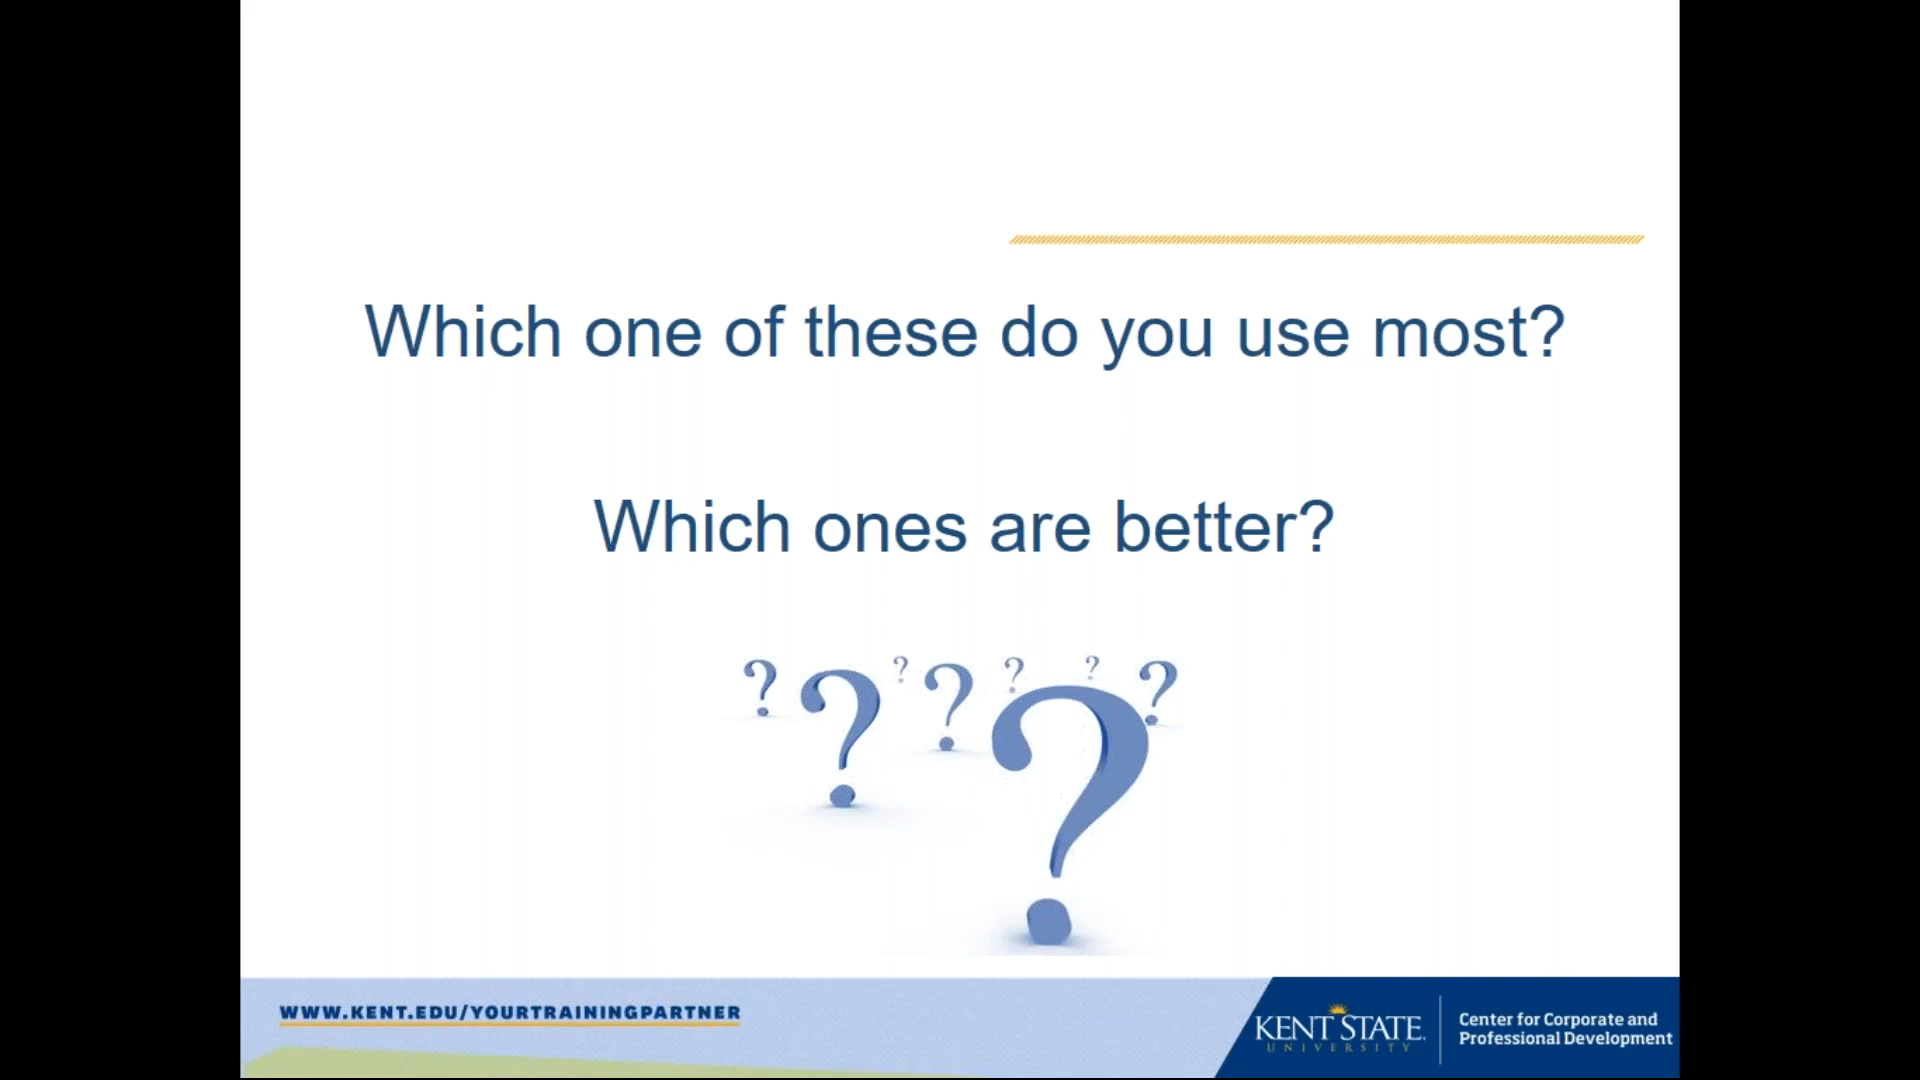 Which one of these do you use most?
Which ones are better?
? ? ? ? ? ? ? ?
WWW.KENT.EDU/YOURTRAININGPARTNER
KENT STATE
UNIVERSITY
Center for Corporate and
Professional Development